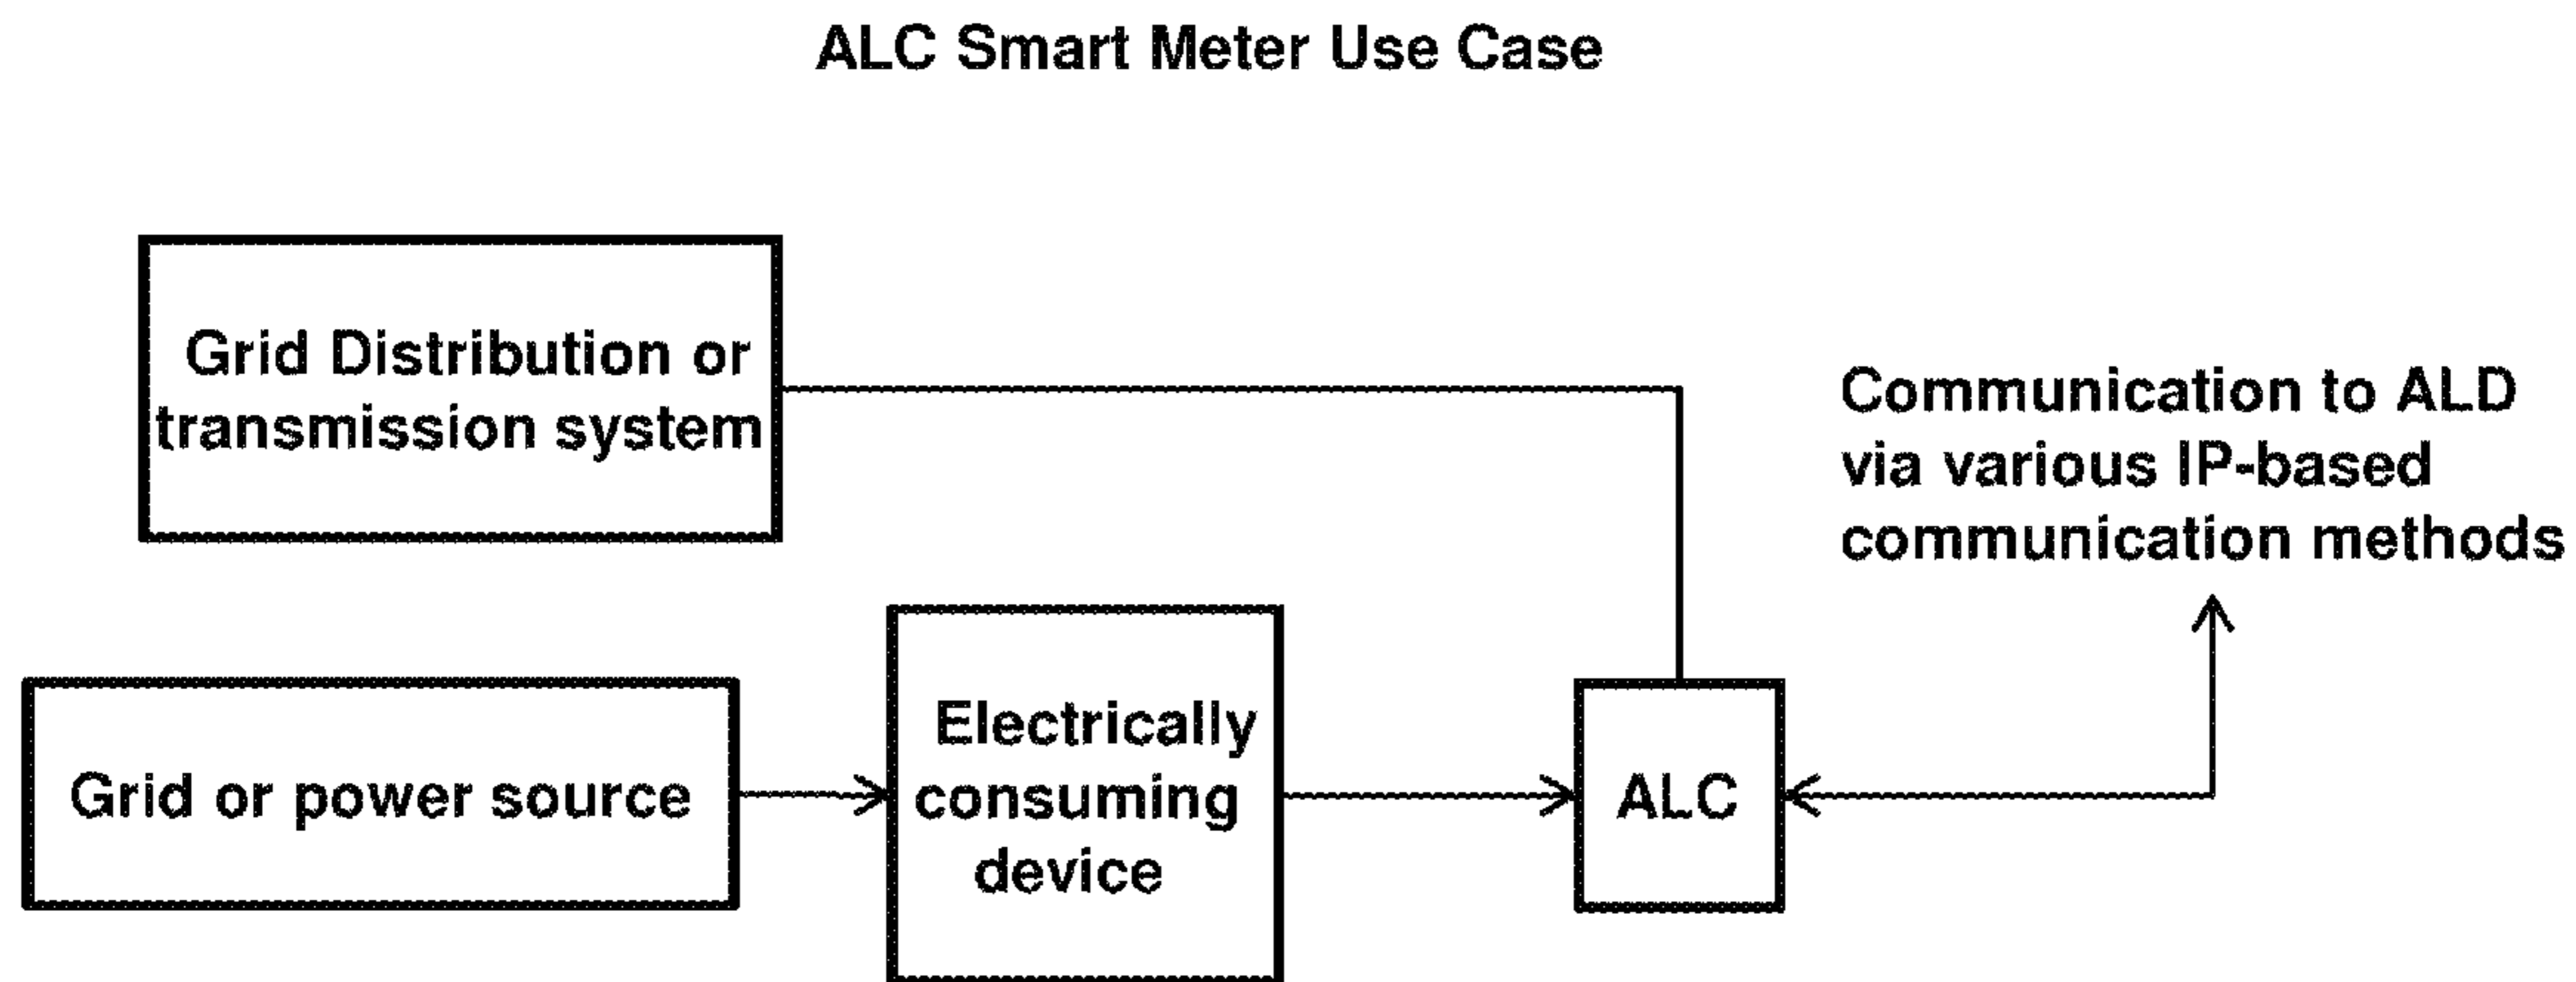 ALC Smart Meter Use Case
Grid Distribution or
transmission system
Communication to ALD
via various IP-based
communication methods
Grid or power source
Electrically
consuming
device
ALC